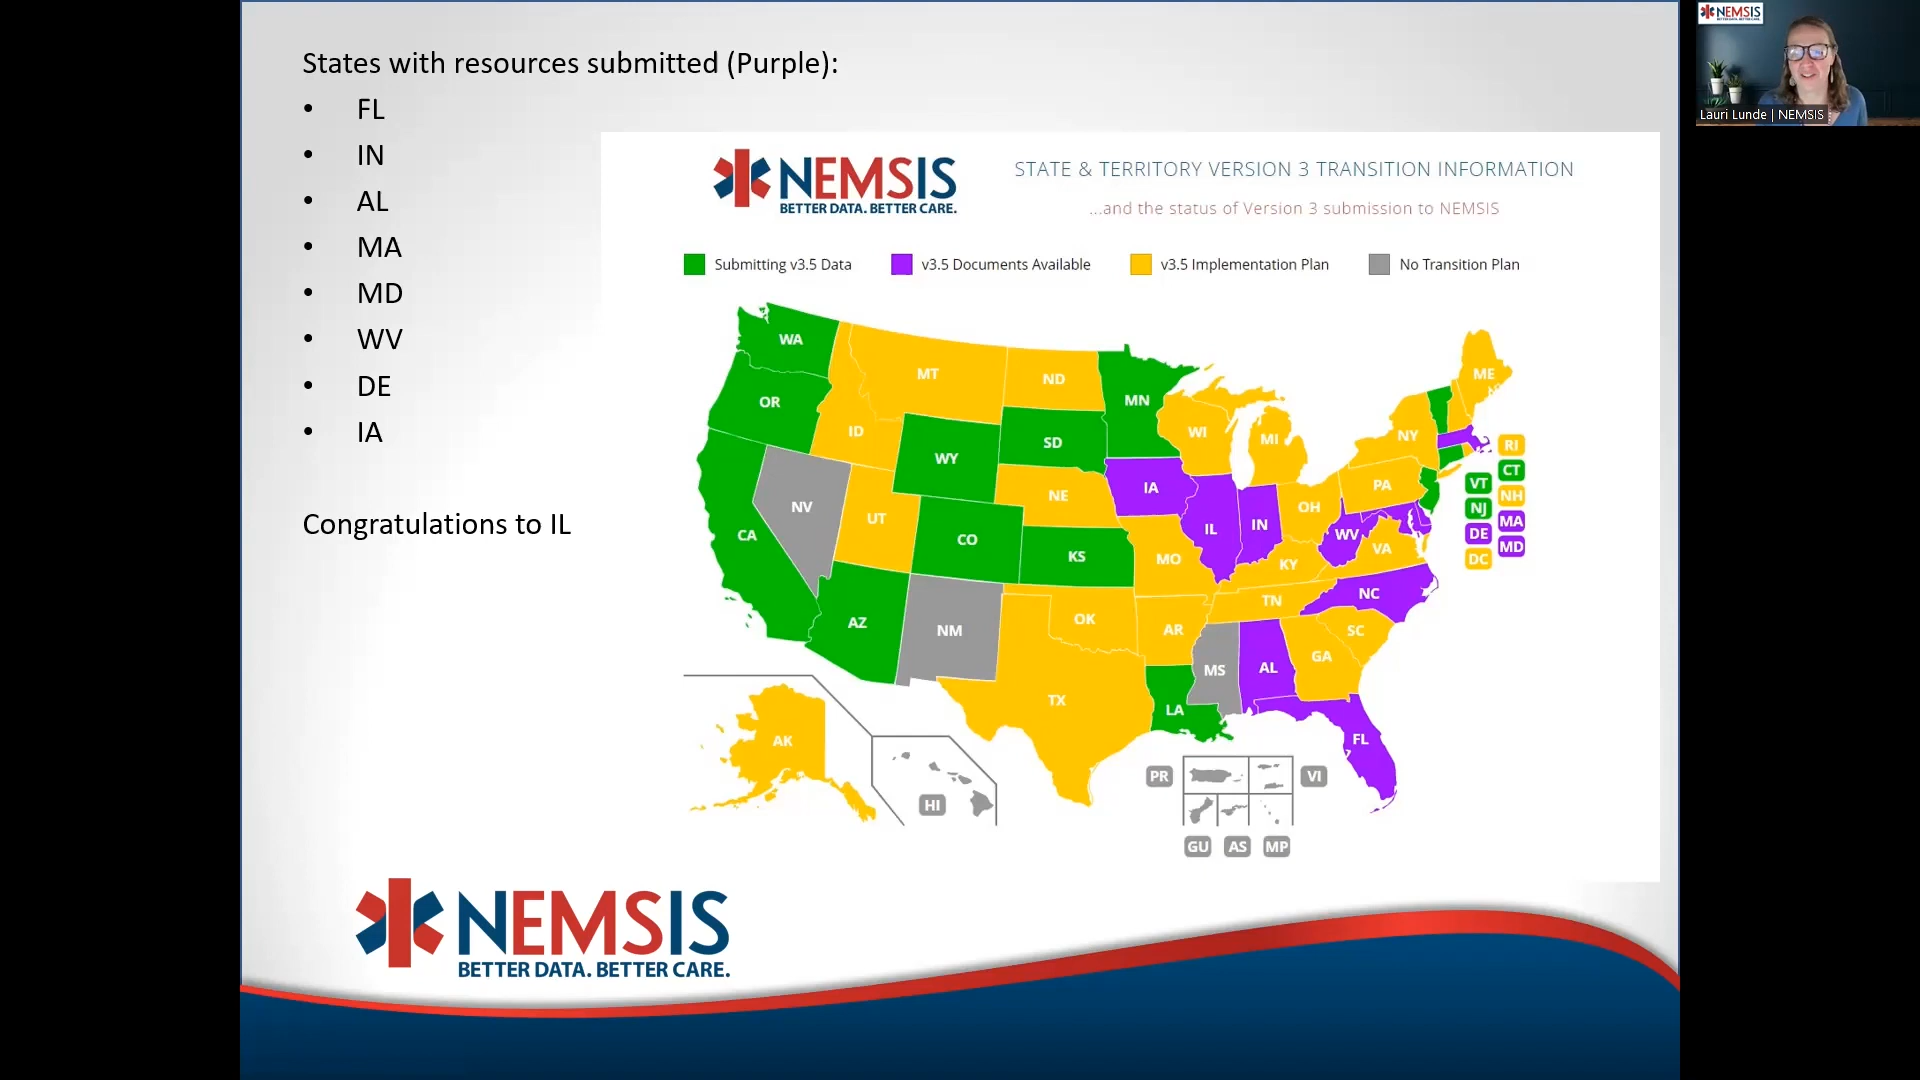 States with resources submitted (Purple):
• FL
• IN
• AL
• MA
• MD
• WV
• DE
• IA
Congratulations to IL
NEMSIS
BETTER DATA. BETTER CARE.
STATE & TERRITORY VERSION 3 TRANSITION INFORMATION
...and the status of Version 3 submission to NEMSIS
Submitting v3.5 Data
v3.5 Documents Available
v3.5 Implementation Plan
No Transition Plan
WA
MT
ND
MN
ME
OR
ID
WY
SD
WI
MI
NY
RI
CT
VT
NH
NJ
MA
DE
MD
DC
NV
UT
CA
CO
NE
IA
IL
IN
OH
PA
WV
VA
KS
MO
KY
NC
TN
AZ
NM
OK
AR
SC
MS
AL
GA
TX
LA
FL
AK
HI
PR
VI
GU
AS
MP
NEMSIS
BETTER DATA. BETTER CARE.
NEMSIS
Lauri Lunde | NEMSIS